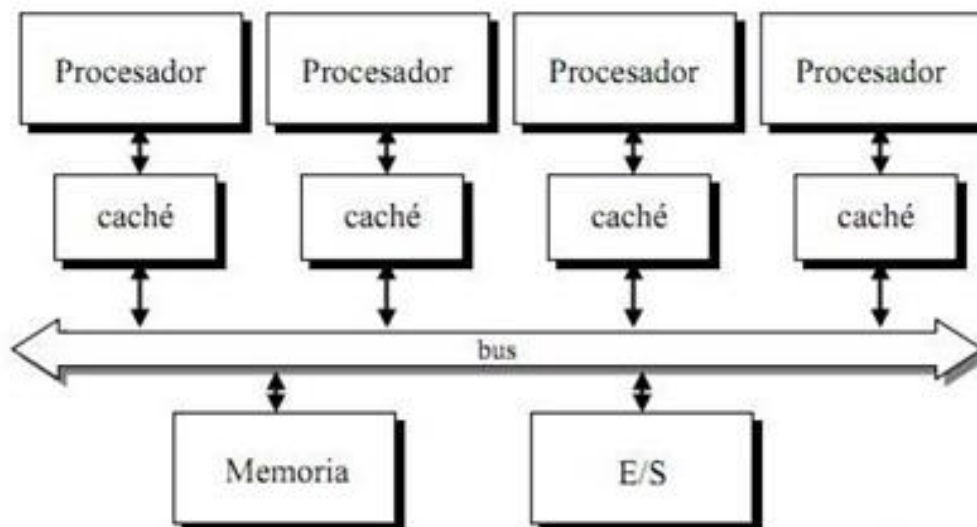 Procesador Procesador Procesador Procesador
caché caché caché caché
bus
Memoria E/S